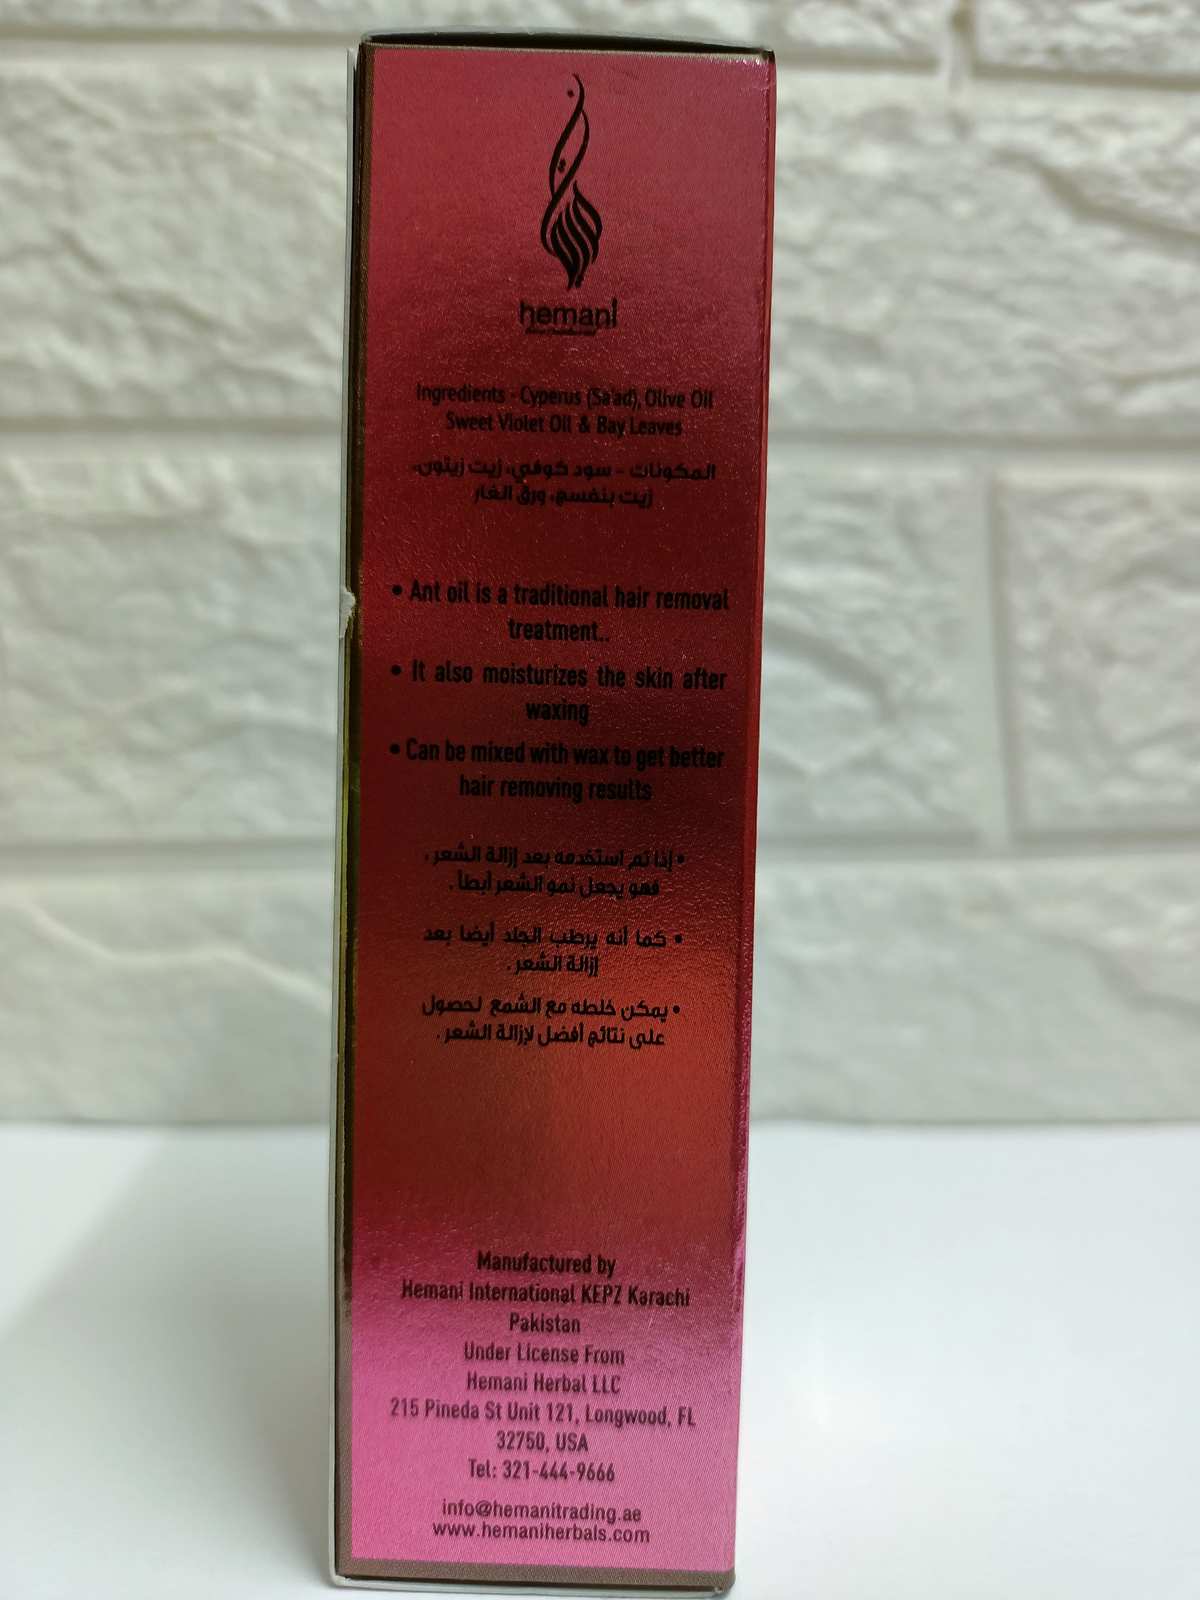 hemani
Ingredients - Cyperus (Sa'ad), Olive Oil
Sweet Violet Oil & Bay Leaves
المكونات - سود كوفي، زيت زيتون،
زيت بنفسج، ورق الغار
• Ant oil is a traditional hair removal
treatment..
• It also moisturizes the skin after
waxing
• Can be mixed with wax to get better
hair removing results
• إذا تم استخدمه بعد إزالة الشعر ،
فهو يجعل نمو الشعر أبطأ .
• كما أنه يرطب الجلد أيضا بعد
إزالة الشعر .
• يمكن خلطه مع الشمع لحصول
على نتائج أفضل لإزالة الشعر .
Manufactured by
Hemani International KEPZ Karachi
Pakistan
Under License From
Hemani Herbal LLC
215 Pineda St Unit 121, Longwood, FL
32750, USA
Tel: 321-444-9666
info@hemanitrading.ae
www.hemaniherbals.com